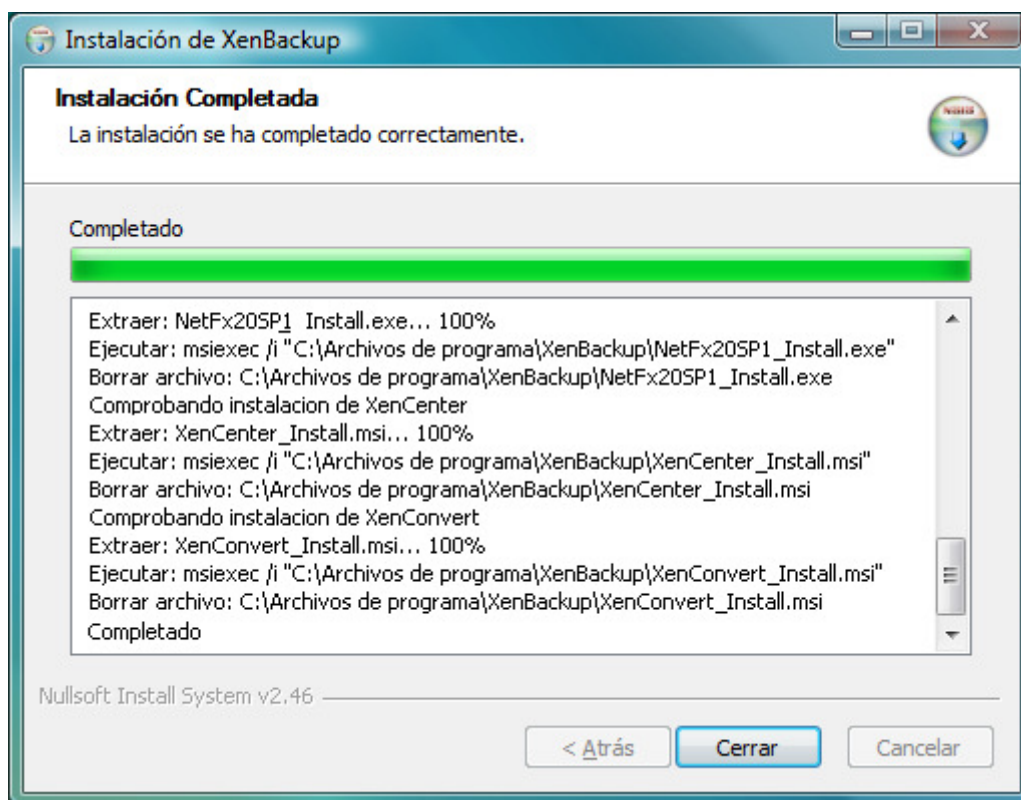 Instalación de XenBackup
Instalación Completada
La instalación se ha completado correctamente.
NSIS
Completado
Extraer: NetFx20SP1_Install.exe... 100%
Ejecutar: msiexec /i "C:\Archivos de programa\XenBackup\NetFx20SP1_Install.exe"
Borrar archivo: C:\Archivos de programa\XenBackup\NetFx20SP1_Install.exe
Comprobando instalacion de XenCenter
Extraer: XenCenter_Install.msi... 100%
Ejecutar: msiexec /i "C:\Archivos de programa\XenBackup\XenCenter_Install.msi"
Borrar archivo: C:\Archivos de programa\XenBackup\XenCenter_Install.msi
Comprobando instalacion de XenConvert
Extraer: XenConvert_Install.msi... 100%
Ejecutar: msiexec /i "C:\Archivos de programa\XenBackup\XenConvert_Install.msi"
Borrar archivo: C:\Archivos de programa\XenBackup\XenConvert_Install.msi
Completado
Nullsoft Install System v2.46
< Atrás
Cerrar
Cancelar